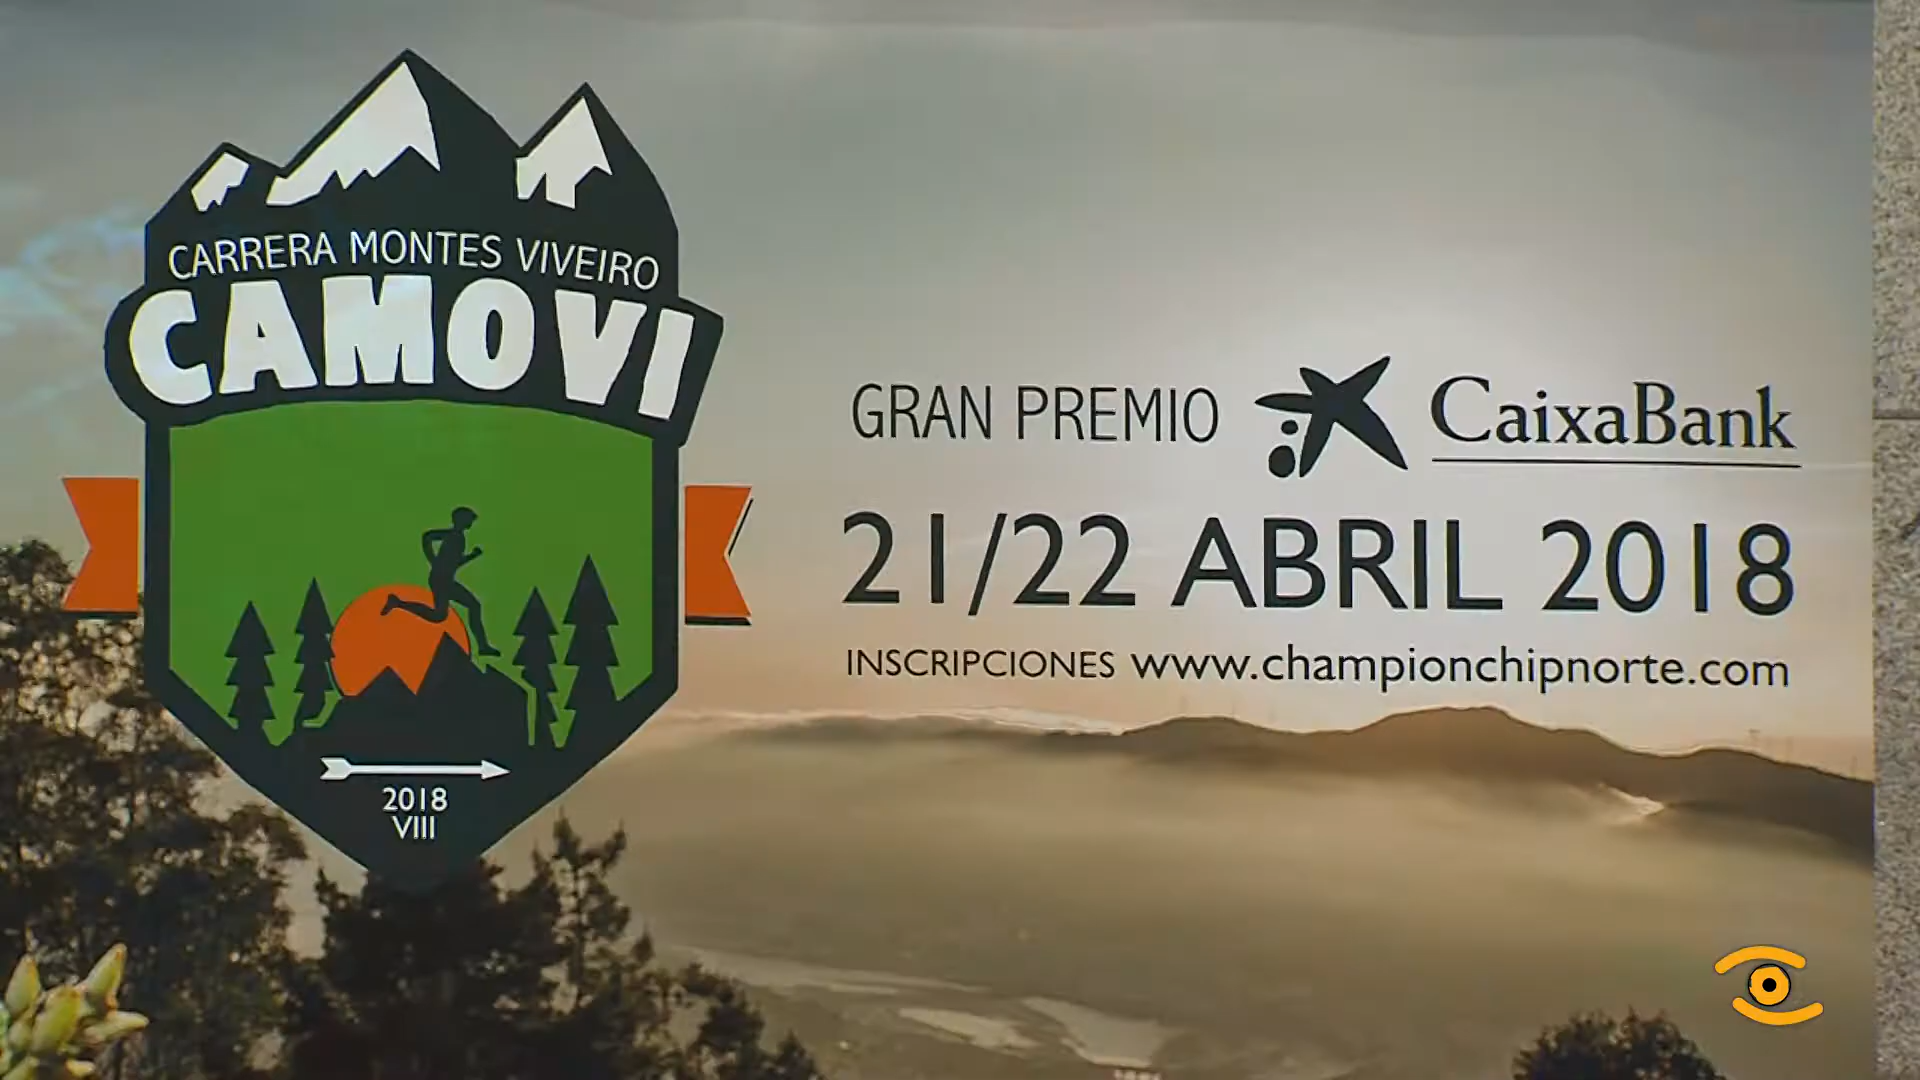 CARRERA MONTES VIVEIRO
CAMOVI
2018
VIII
GRAN PREMIO CaixaBank
21/22 ABRIL 2018
INSCRIPCIONES www.championchipnorte.com